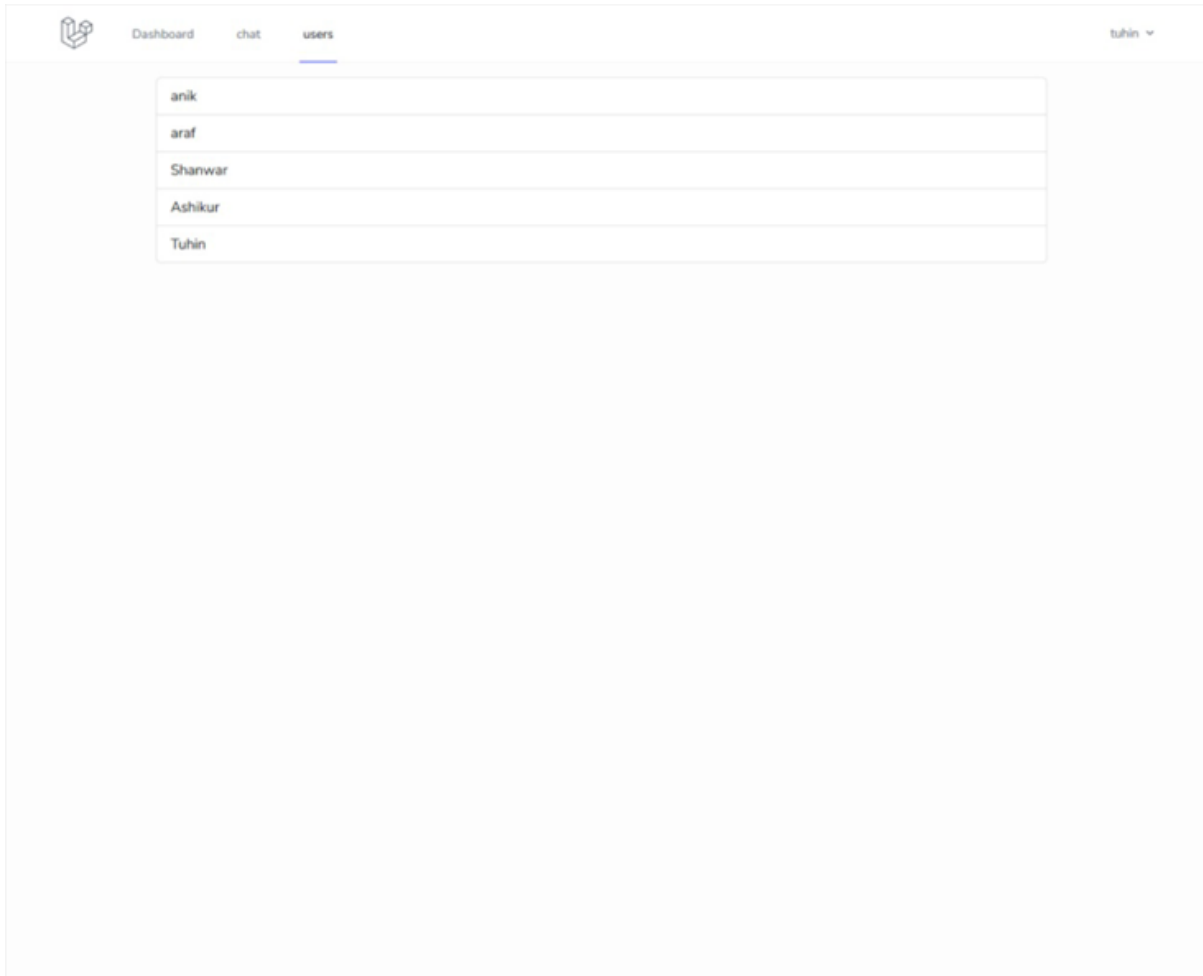 Dashboard chat users tuhin
anik
araf
Shanwar
Ashikur
Tuhin